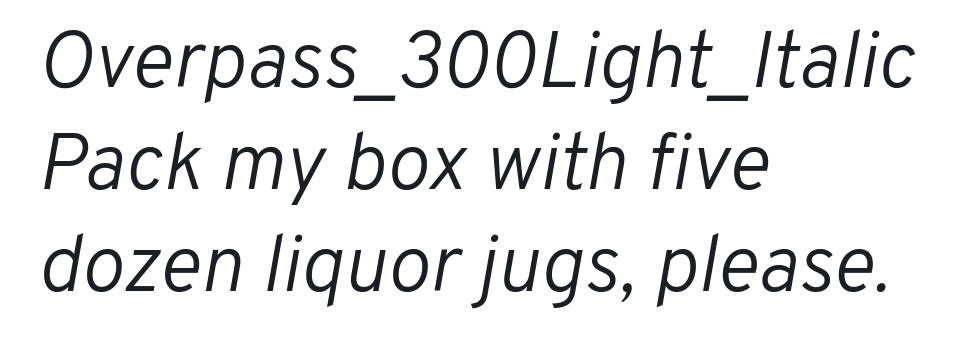 Overpass_300Light_Italic
Pack my box with five
dozen liquor jugs, please.